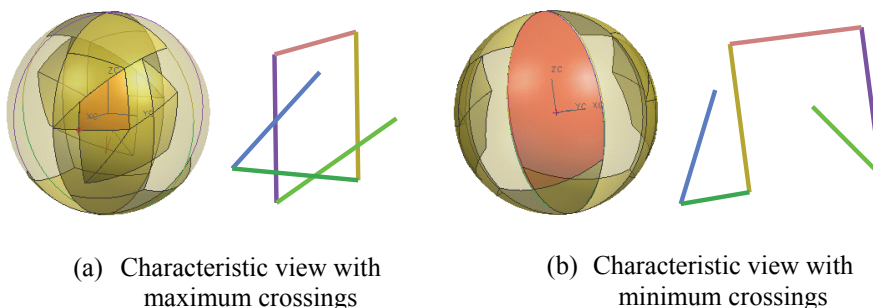 ZC
XC
YC
ZC
YC XC
(a) Characteristic view with
maximum crossings
(b) Characteristic view with
minimum crossings